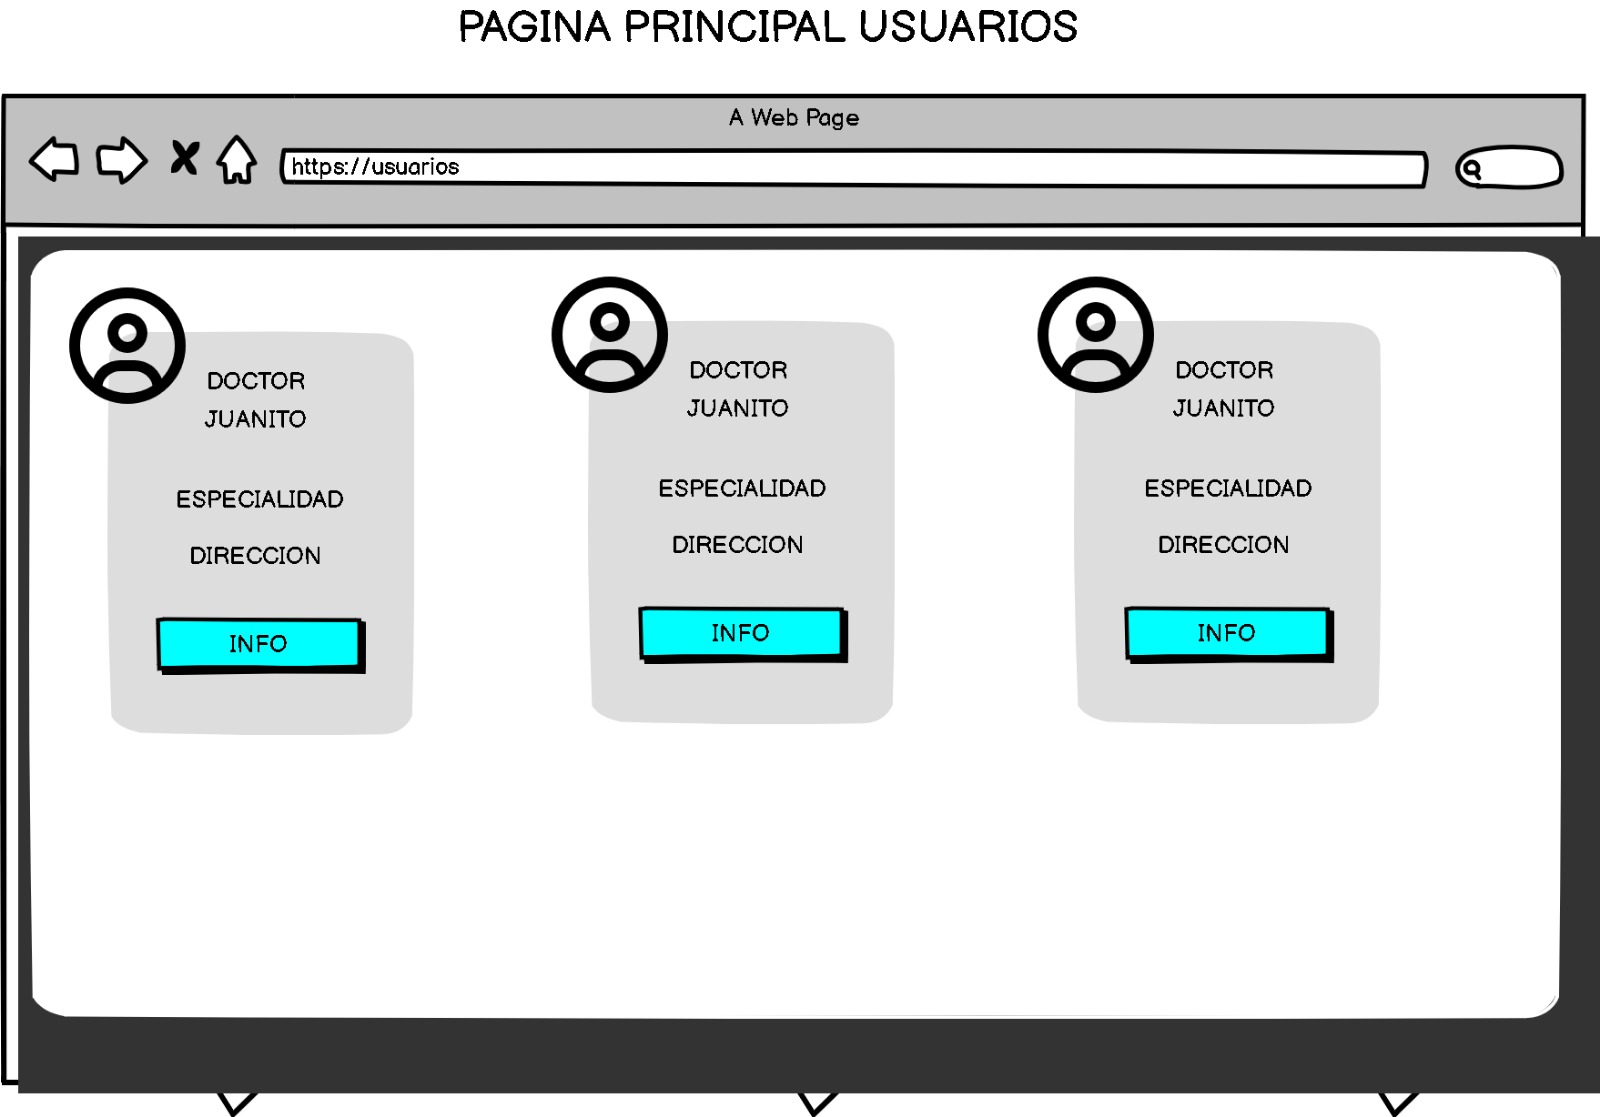 PAGINA PRINCIPAL USUARIOS
A Web Page
https://usuarios
DOCTOR
JUANITO
ESPECIALIDAD
DIRECCION
INFO
DOCTOR
JUANITO
ESPECIALIDAD
DIRECCION
INFO
DOCTOR
JUANITO
ESPECIALIDAD
DIRECCION
INFO